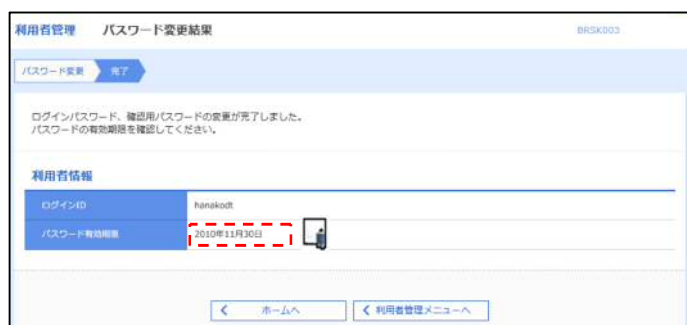 利用者管理 パスワード変更結果 BRSK003
パスワード変更 完了
ログインパスワード、確認用パスワードの変更が完了しました。
パスワードの有効期限を確認してください。
利用者情報
ログインID hanakodt
パスワード有効期限 2010年11月30日
ホームへ 利用者管理メニューへ